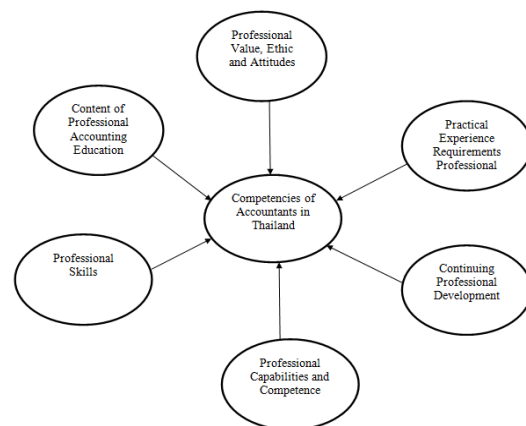 Professional
Value, Ethic
and Attitudes
Content of
Professional
Accounting
Education
Practical
Experience
Requirements
Professional
Competencies of
Accountants in
Thailand
Professional
Skills
Continuing
Professional
Development
Professional
Capabilities and
Competence